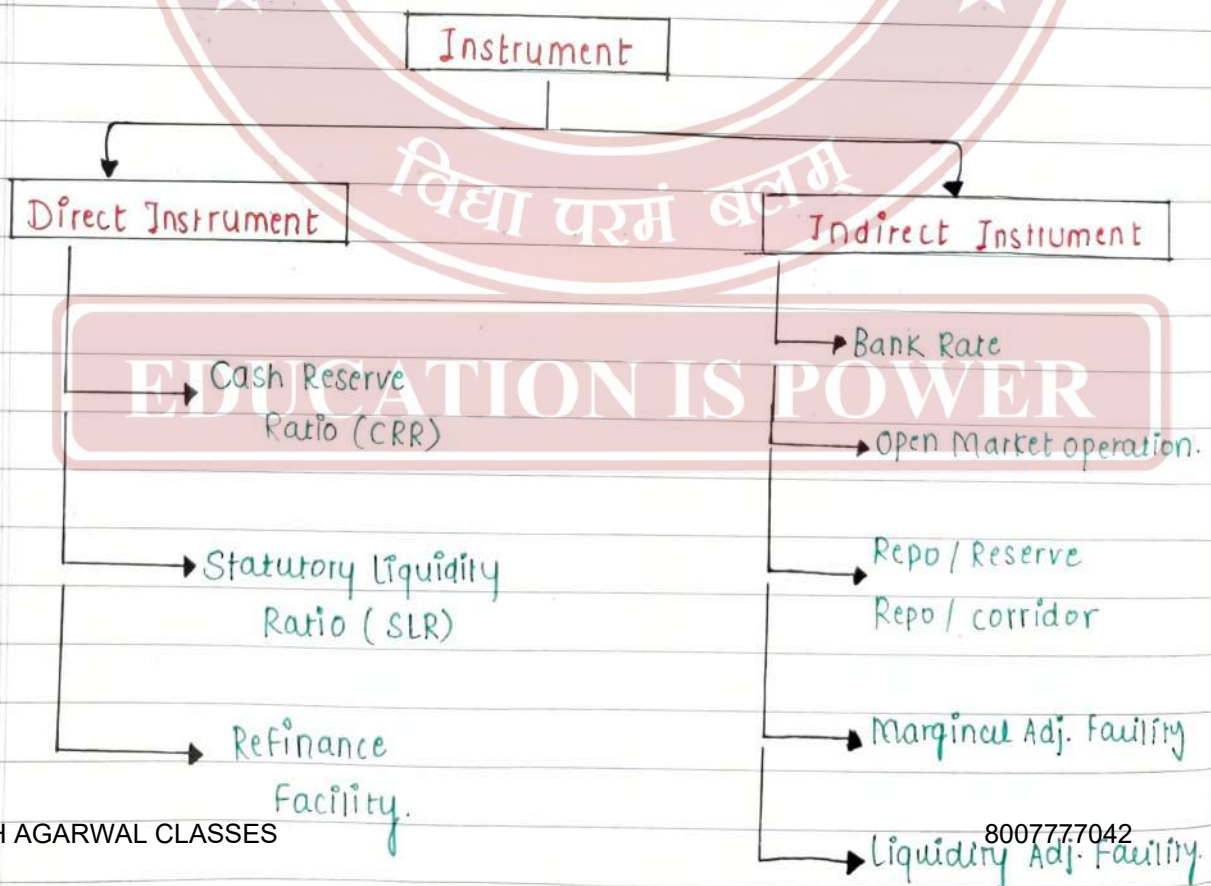 Instrument
विद्या परमं बलम्
Direct Instrument
Indirect Instrument
EDUCATION IS POWER
Cash Reserve
Ratio (CRR)
Statutory Liquidity
Ratio (SLR)
Refinance
Facility.
Bank Rate
Open Market operation.
Repo / Reserve
Repo / corridor
Marginal Adj. Facility
Liquidity Adj. Facility.
H AGARWAL CLASSES
8007777042